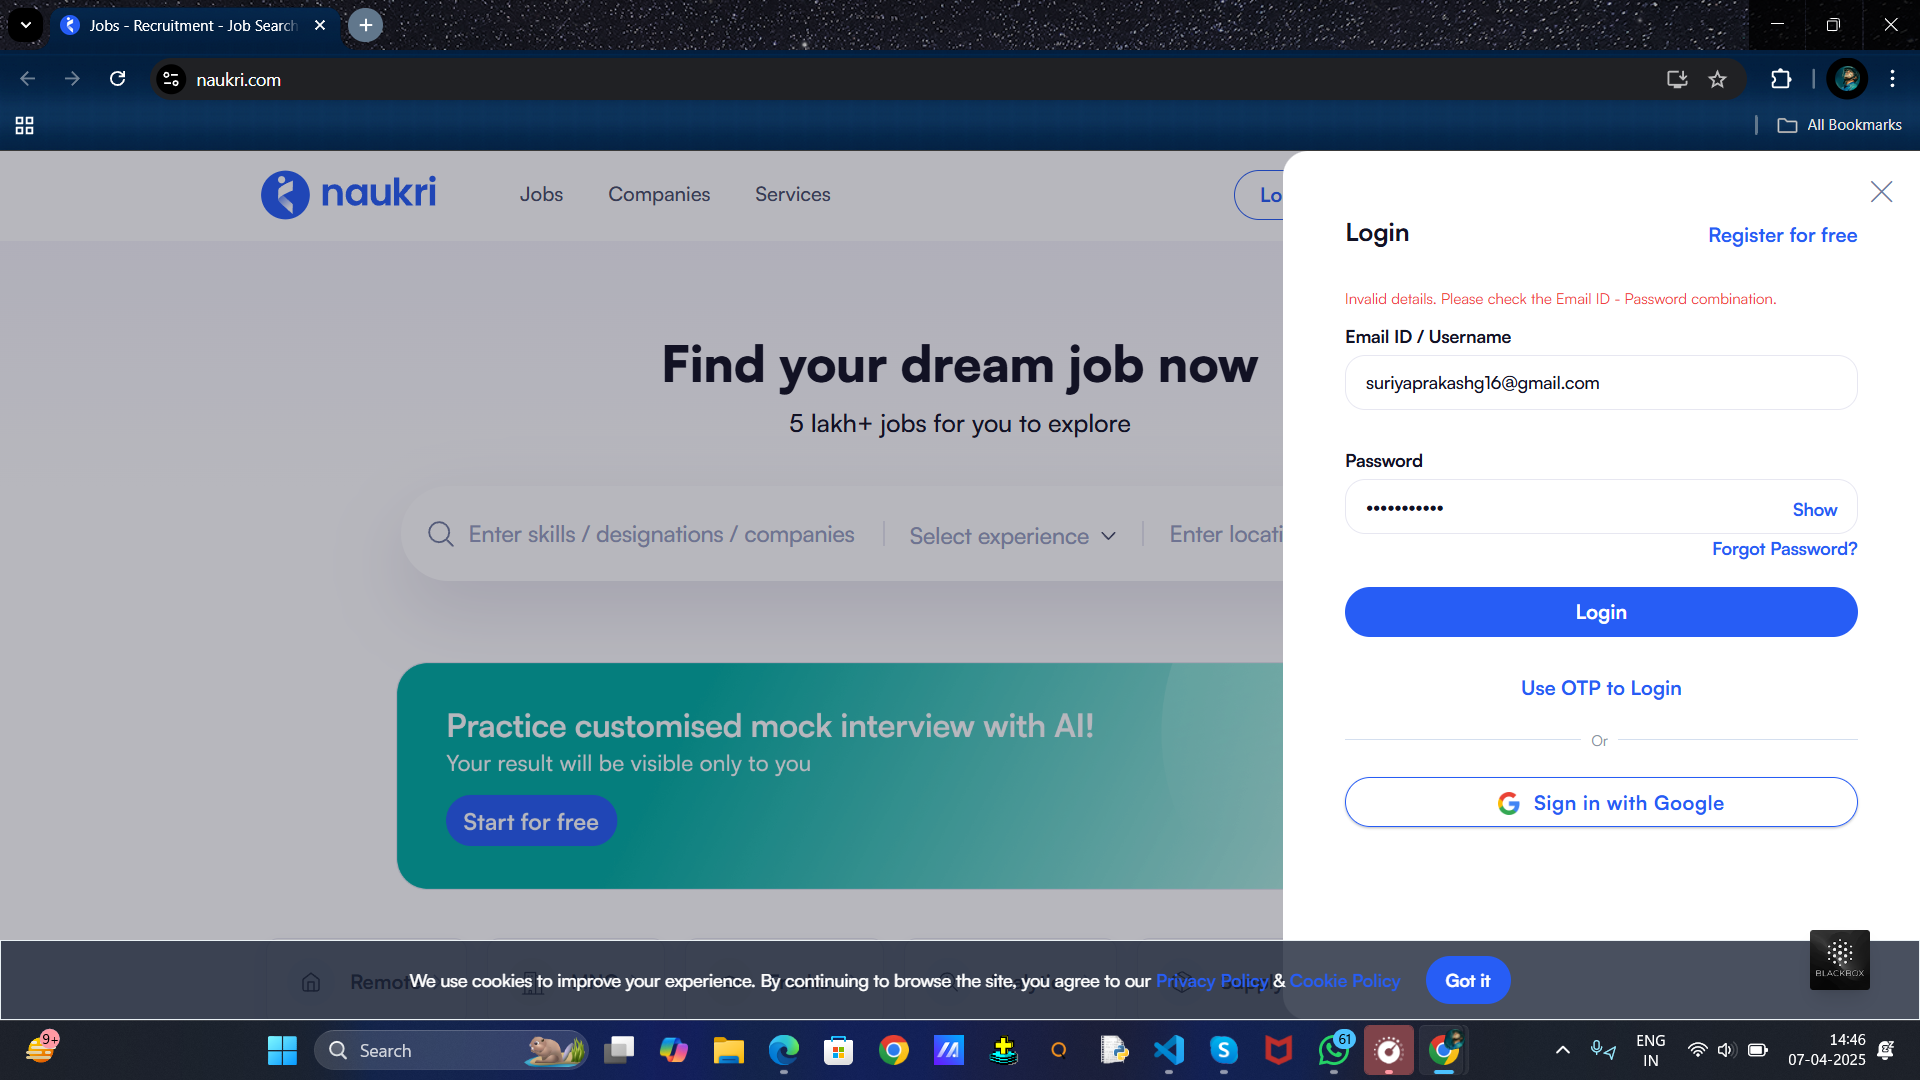 Jobs - Recruitment - Job Search
naukri.com
All Bookmarks
naukri
Jobs
Companies
Services
Lo
Login
Register for free
Invalid details. Please check the Email ID - Password combination.
Email ID / Username
suriyaprakashg16@gmail.com
Password
•••••••••••
Show
Forgot Password?
Login
Use OTP to Login
Or
Sign in with Google
Find your dream job now
5 lakh+ jobs for you to explore
Enter skills / designations / companies
Select experience
Enter locati
Practice customised mock interview with AI!
Your result will be visible only to you
Start for free
We use cookies to improve your experience. By continuing to browse the site, you agree to our Privacy Policy & Cookie Policy
Got it
BLACKBOX
9+
Search
61
ENG
IN
14:46
07-04-2025